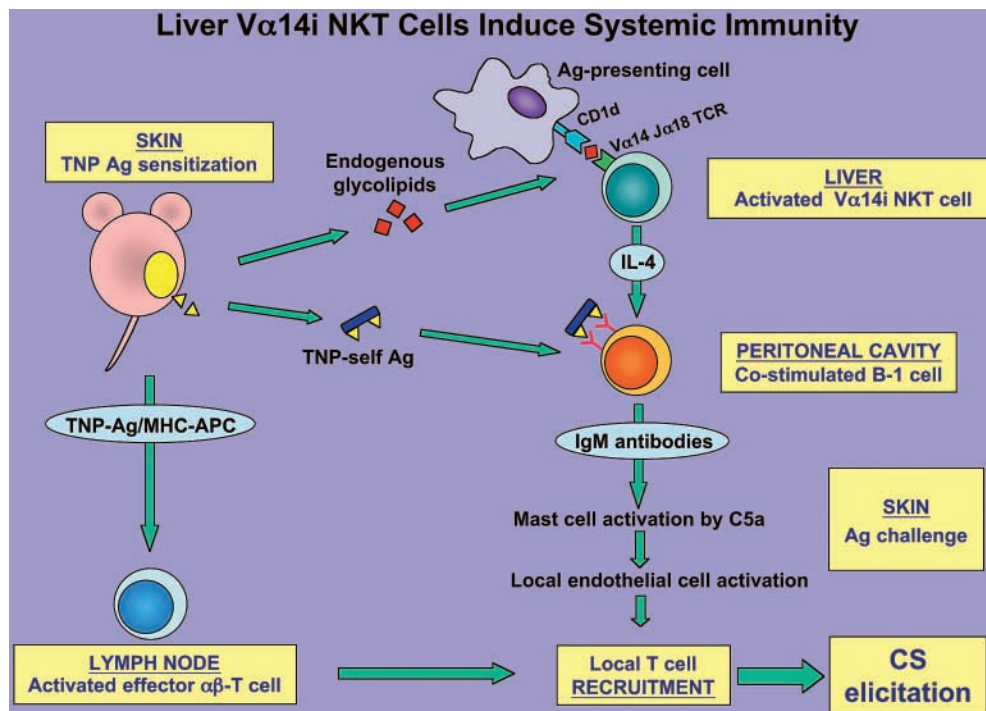 Liver Vα14i NKT Cells Induce Systemic Immunity
Ag-presenting cell
CD1d
Vα14 Jα18 TCR
SKIN
TNP Ag sensitization
Endogenous
glycolipids
LIVER
Activated Vα14i NKT cell
IL-4
TNP-self Ag
PERITONEAL CAVITY
Co-stimulated B-1 cell
TNP-Ag/MHC-APC
IgM antibodies
Mast cell activation by C5a
SKIN
Ag challenge
Local endothelial cell activation
LYMPH NODE
Activated effector αβ-T cell
Local T cell
RECRUITMENT
CS
elicitation